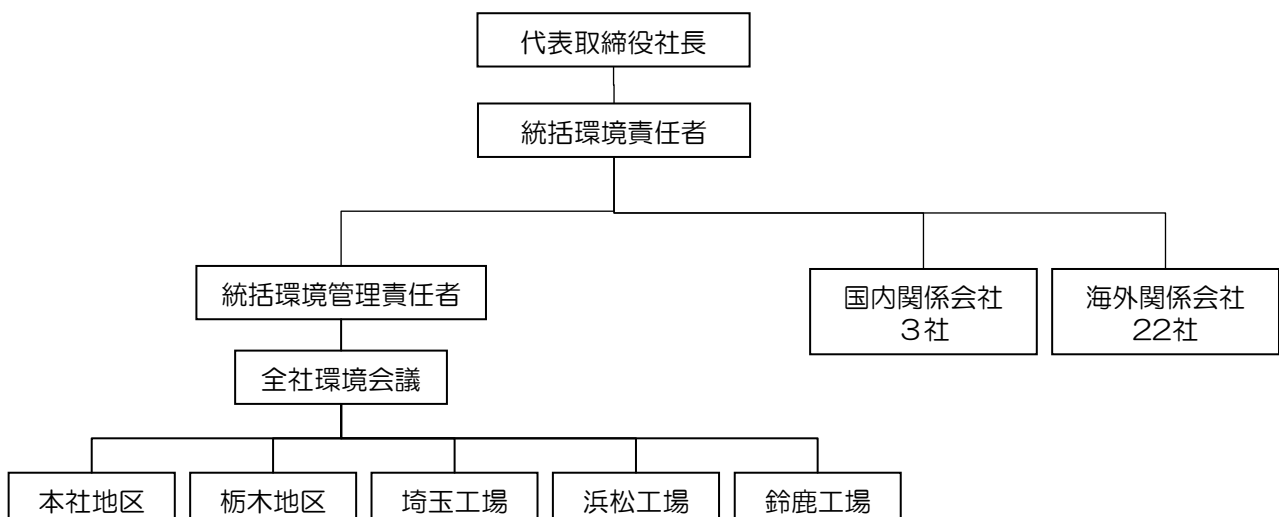 代表取締役社長
統括環境責任者
統括環境管理責任者
国内関係会社
３社
海外関係会社
22社
全社環境会議
本社地区
栃木地区
埼玉工場
浜松工場
鈴鹿工場